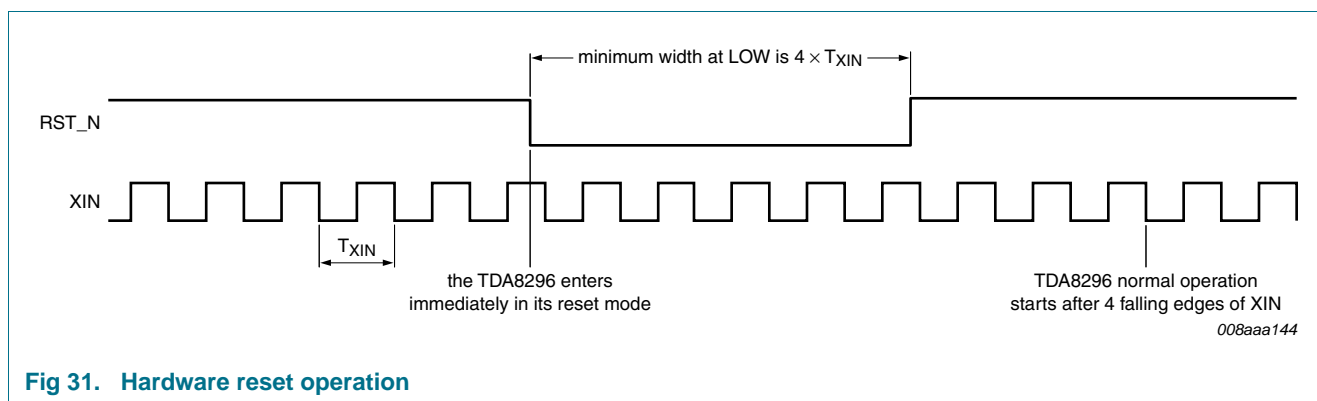 minimum width at LOW is 4 × TXIN
RST_N
XIN
TXIN
the TDA8296 enters
immediately in its reset mode
TDA8296 normal operation
starts after 4 falling edges of XIN
008aaa144
Fig 31. Hardware reset operation